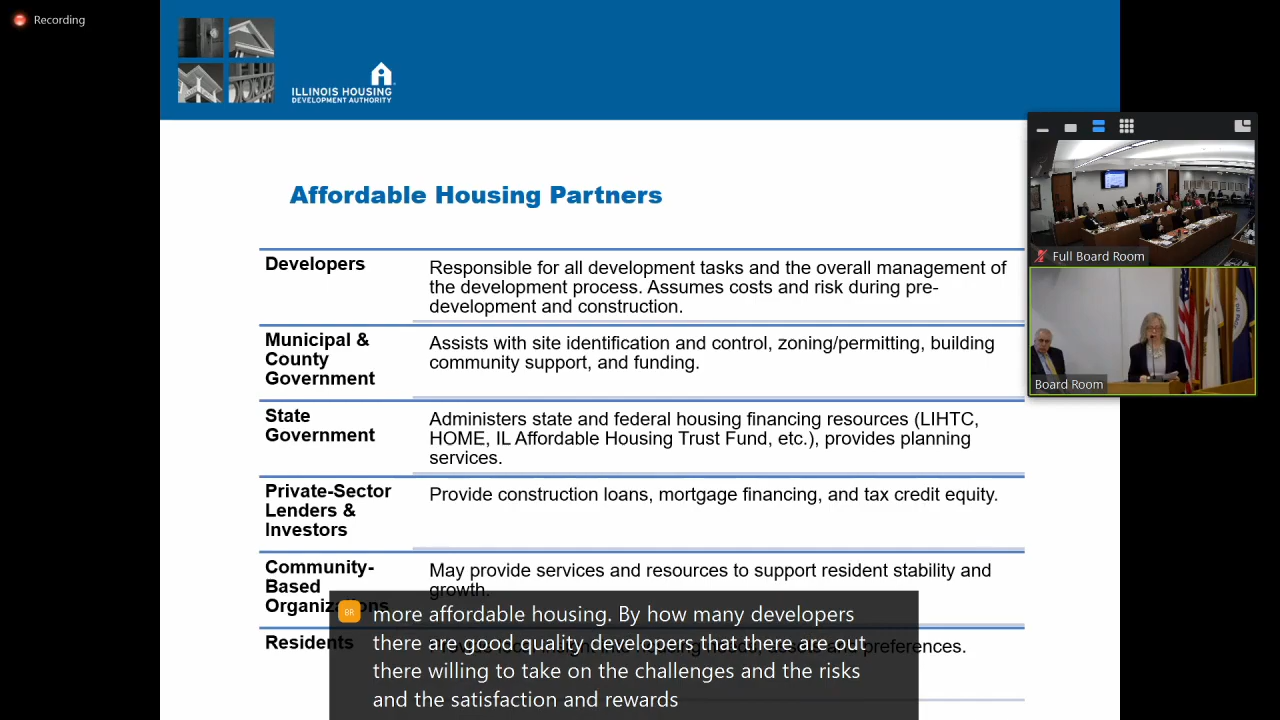 Recording
ILLINOIS HOUSING
DEVELOPMENT AUTHORITY
Affordable Housing Partners
Developers
Responsible for all development tasks and the overall management of
the development process. Assumes costs and risk during pre-
development and construction.
Municipal &
County
Government
Assists with site identification and control, zoning/permitting, building
community support, and funding.
State
Government
Administers state and federal housing financing resources (LIHTC,
HOME, IL Affordable Housing Trust Fund, etc.), provides planning
services.
Private-Sector
Lenders &
Investors
Provide construction loans, mortgage financing, and tax credit equity.
Community-
Based
Organizations
May provide services and resources to support resident stability and
growth.
Residents
preferences.
Full Board Room
Board Room
BR
more affordable housing. By how many developers
there are good quality developers that there are out
there willing to take on the challenges and the risks
and the satisfaction and rewards